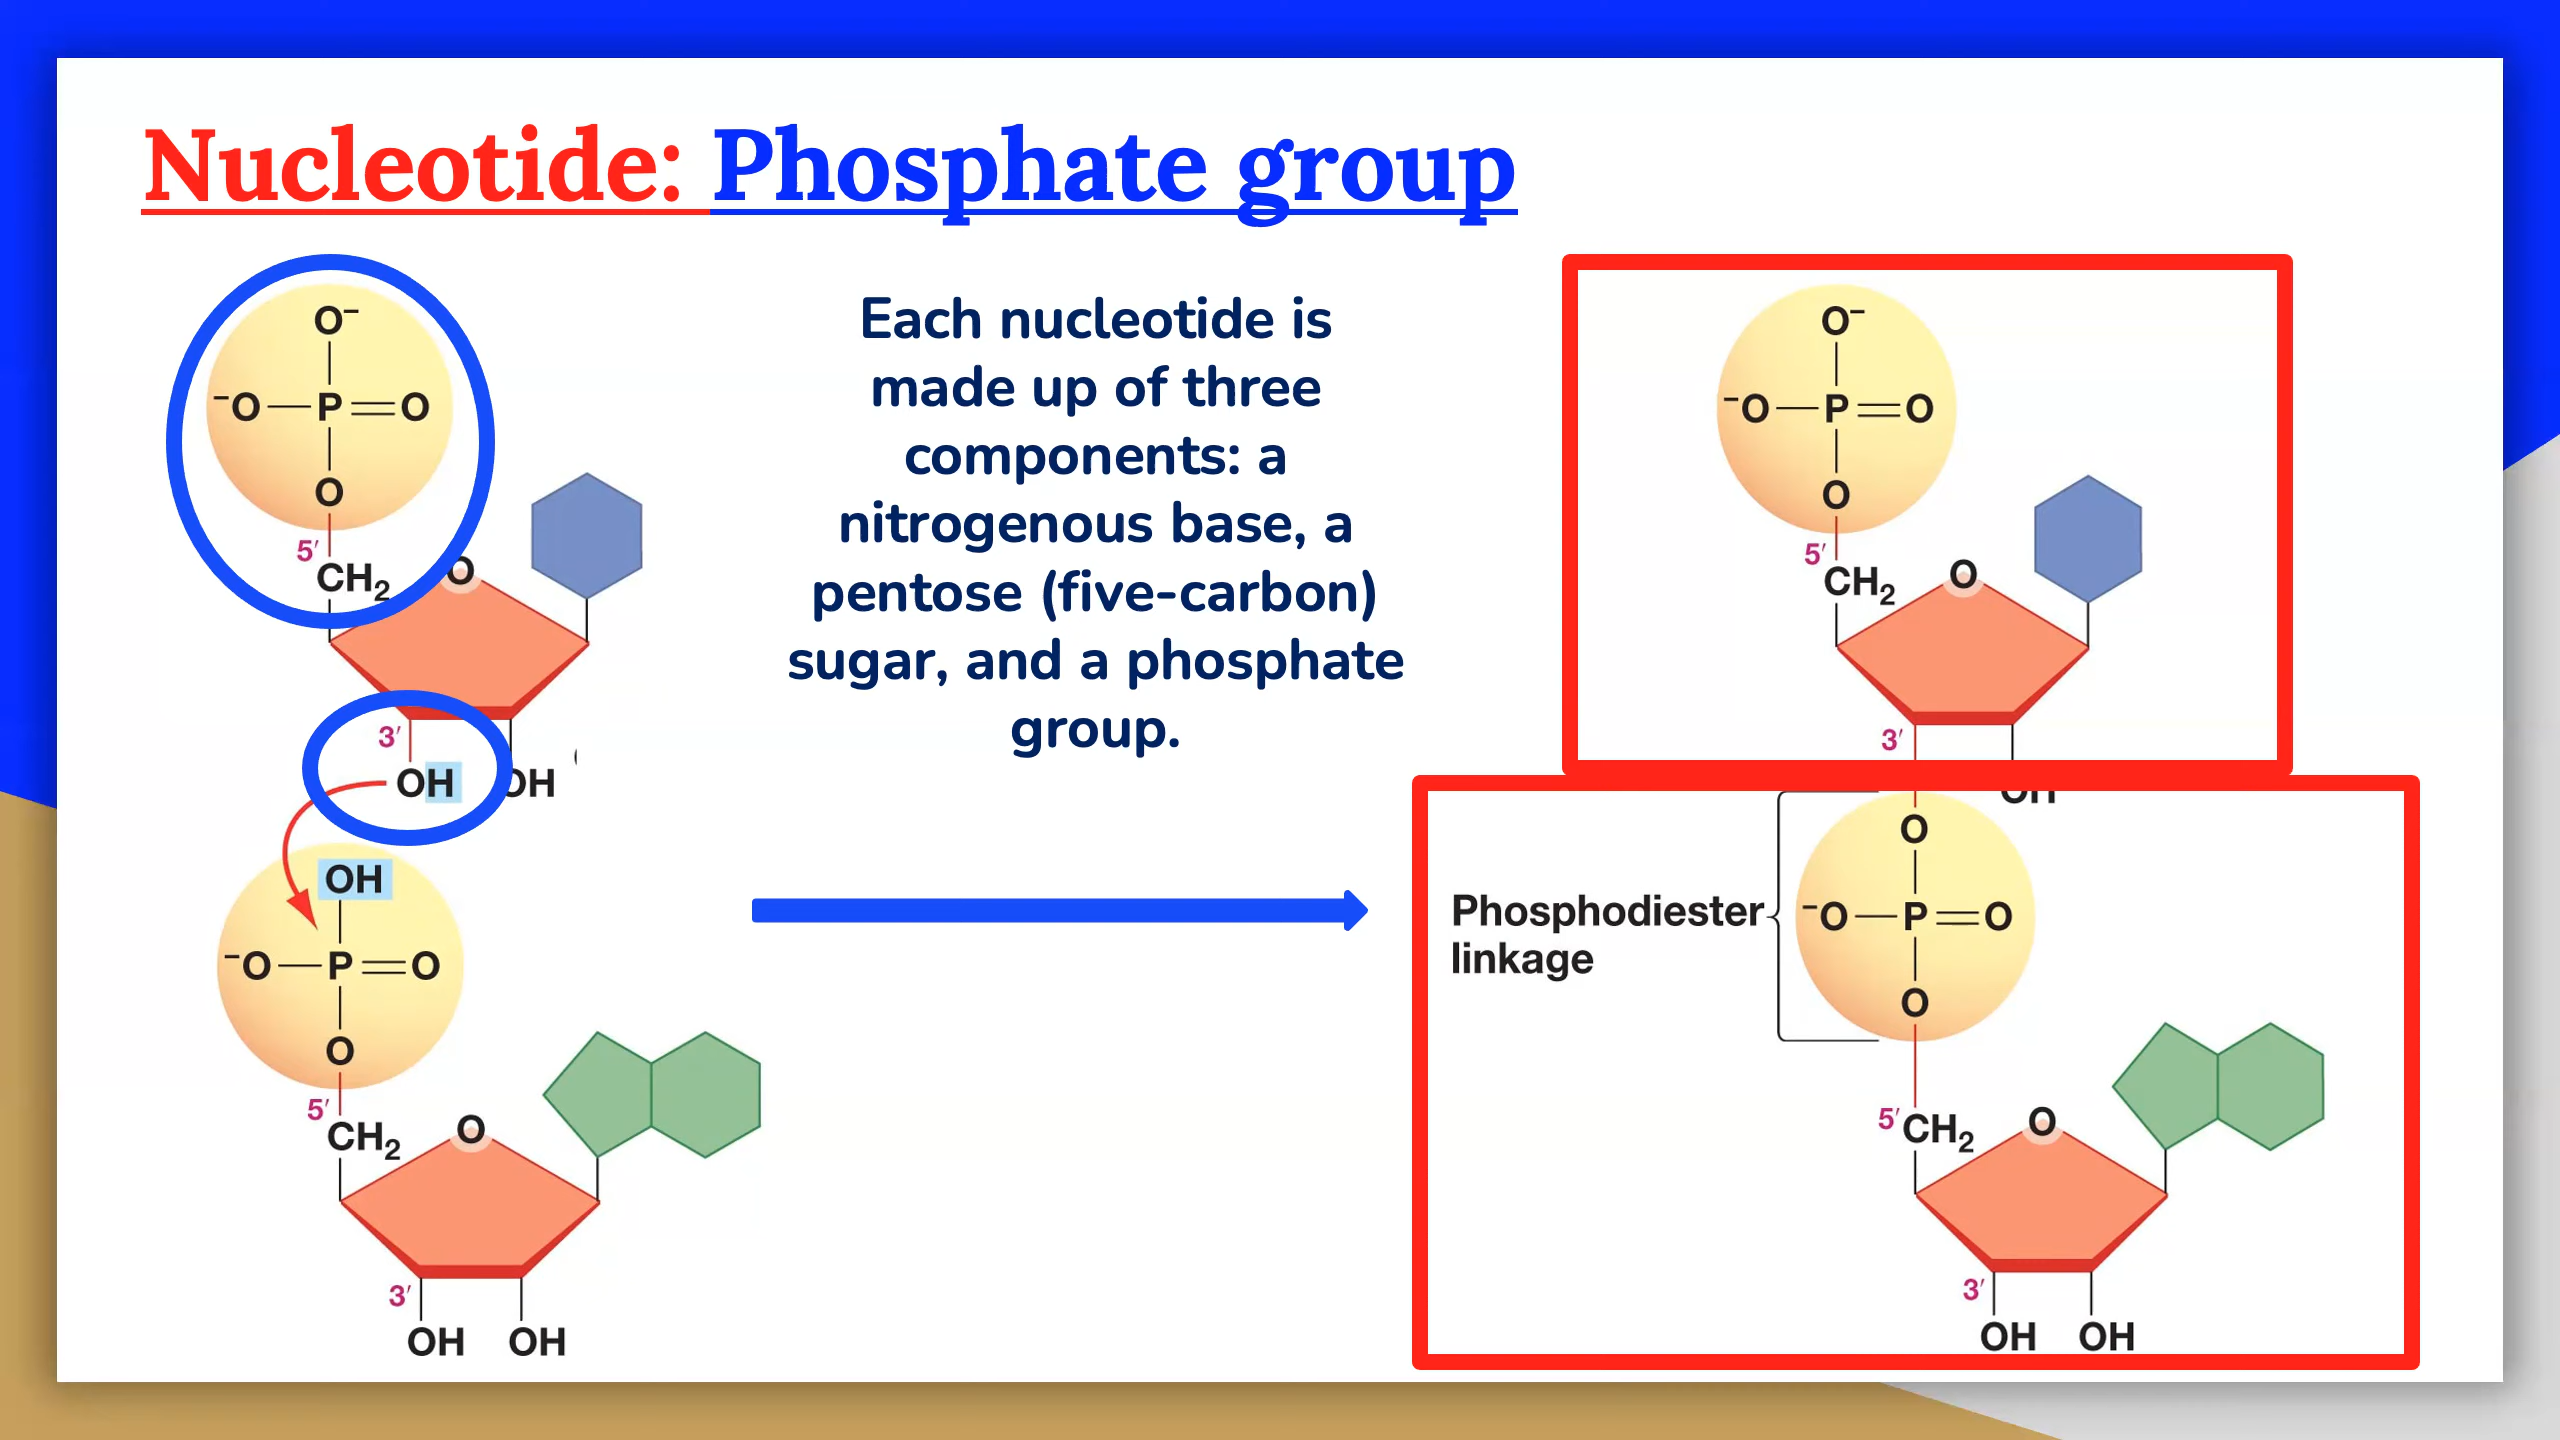 Nucleotide: Phosphate group
O⁻
⁻O—P=O
O
5′
CH₂
O
3′
OH
OH
OH
⁻O—P=O
O
5′
CH₂
O
3′
OH OH
Each nucleotide is
made up of three
components: a
nitrogenous base, a
pentose (five-carbon)
sugar, and a phosphate
group.
O⁻
⁻O—P=O
O
5′
CH₂
O
3′
OH
O
Phosphodiester
linkage
⁻O—P=O
O
5′
CH₂
O
3′
OH OH